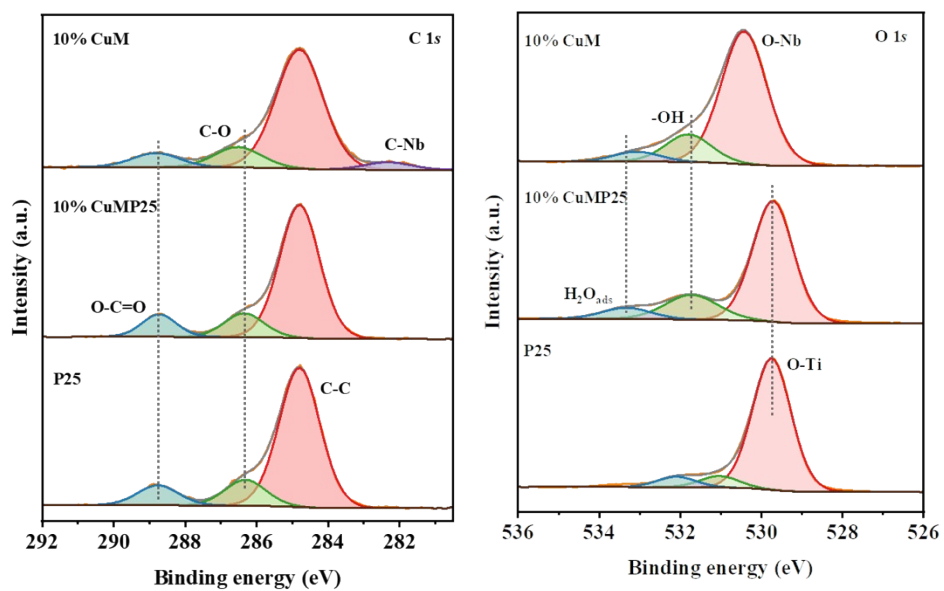 10% CuM
C 1s
C-O
C-Nb
10% CuMP25
O-C=O
P25
C-C
292 290 288 286 284 282
Binding energy (eV)
Intensity (a.u.)
10% CuM
O 1s
O-Nb
-OH
10% CuMP25
H₂Oₐds
P25
O-Ti
536 534 532 530 528 526
Binding energy (eV)
Intensity (a.u.)